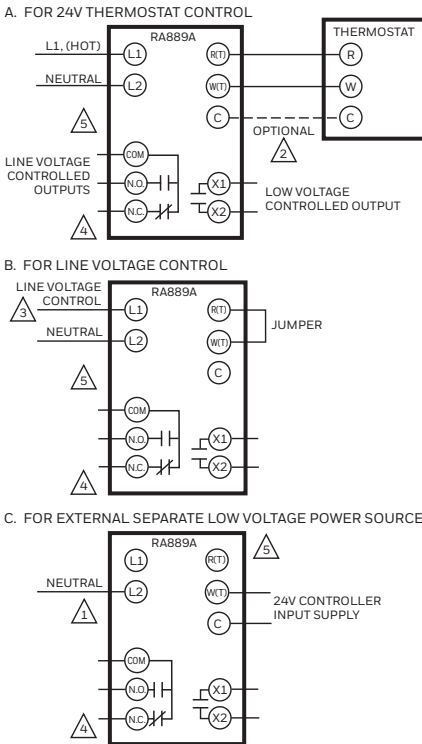 A. FOR 24V THERMOSTAT CONTROL
RA889A
THERMOSTAT
L1, (HOT)
L1
R(T)
R
NEUTRAL
L2
W(T)
W
5
C
C
OPTIONAL
2
LINE VOLTAGE
CONTROLLED
OUTPUTS
COM
N.O.
N.C.
X1
X2
LOW VOLTAGE
CONTROLLED OUTPUT
4
B. FOR LINE VOLTAGE CONTROL
LINE VOLTAGE
CONTROL
3
RA889A
L1
R(T)
JUMPER
NEUTRAL
L2
W(T)
5
C
COM
N.O.
X1
N.C.
X2
4
C. FOR EXTERNAL SEPARATE LOW VOLTAGE POWER SOURCE
RA889A
L1
R(T)
5
NEUTRAL
L2
W(T)
1
24V CONTROLLER
INPUT SUPPLY
C
COM
N.O.
X1
N.C.
X2
4